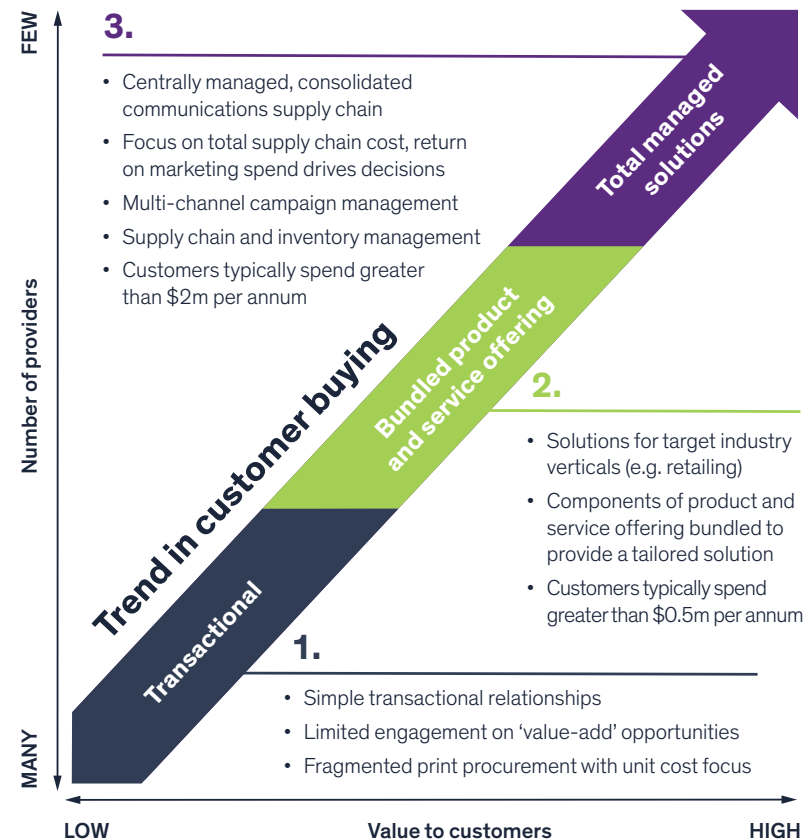 FEW
3.
• Centrally managed, consolidated
communications supply chain
• Focus on total supply chain cost, return
on marketing spend drives decisions
• Multi-channel campaign management
• Supply chain and inventory management
• Customers typically spend greater
than $2m per annum
Total managed
solutions
Number of providers
Trend in customer buying
Bundled product
and service offering
2.
• Solutions for target industry
verticals (e.g. retailing)
• Components of product and
service offering bundled to
provide a tailored solution
• Customers typically spend
greater than $0.5m per annum
Transactional
1.
• Simple transactional relationships
• Limited engagement on ‘value-add’ opportunities
• Fragmented print procurement with unit cost focus
MANY
LOW
Value to customers
HIGH